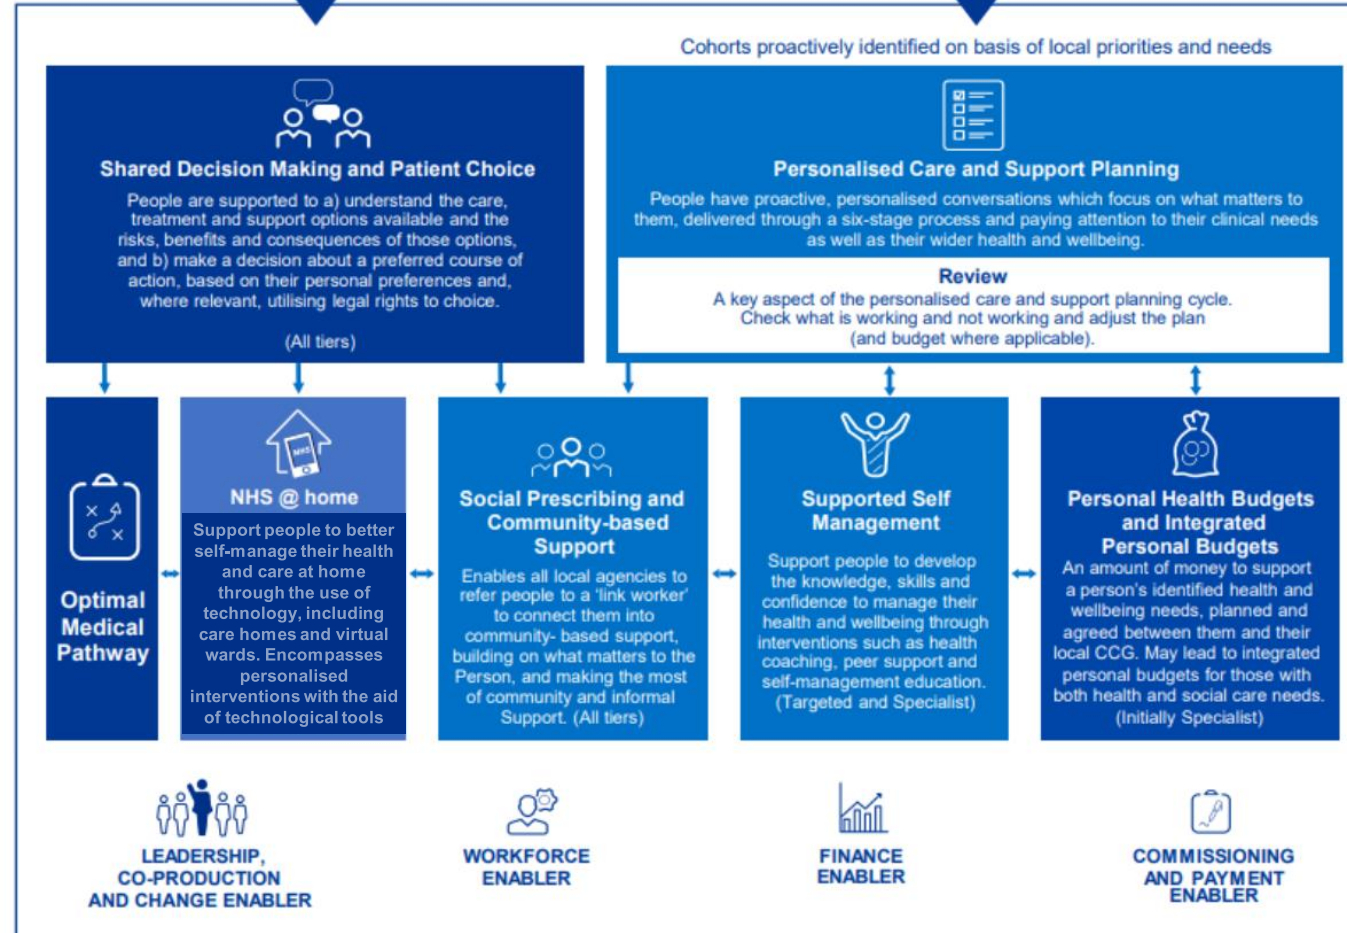 Cohorts proactively identified on basis of local priorities and needs
Shared Decision Making and Patient Choice
People are supported to a) understand the care,
treatment and support options available and the
risks, benefits and consequences of those options,
and b) make a decision about a preferred course of
action, based on their personal preferences and,
where relevant, utilising legal rights to choice.
(All tiers)
Personalised Care and Support Planning
People have proactive, personalised conversations which focus on what matters to
them, delivered through a six-stage process and paying attention to their clinical needs
as well as their wider health and wellbeing.
Review
A key aspect of the personalised care and support planning cycle.
Check what is working and not working and adjust the plan
(and budget where applicable).
Optimal
Medical
Pathway
NHS
NHS @ home
Support people to better
self-manage their health
and care at home
through the use of
technology, including
care homes and virtual
wards. Encompasses
personalised
interventions with the aid
of technological tools
Social Prescribing and
Community-based
Support
Enables all local agencies to
refer people to a ‘link worker’
to connect them into
community- based support,
building on what matters to the
Person, and making the most
of community and informal
Support. (All tiers)
Supported Self
Management
Support people to develop
the knowledge, skills and
confidence to manage their
health and wellbeing through
interventions such as health
coaching, peer support and
self-management education.
(Targeted and Specialist)
Personal Health Budgets
and Integrated
Personal Budgets
An amount of money to support
a person’s identified health and
wellbeing needs, planned and
agreed between them and their
local CCG. May lead to integrated
personal budgets for those with
both health and social care needs.
(Initially Specialist)
LEADERSHIP,
CO-PRODUCTION
AND CHANGE ENABLER
WORKFORCE
ENABLER
FINANCE
ENABLER
COMMISSIONING
AND PAYMENT
ENABLER